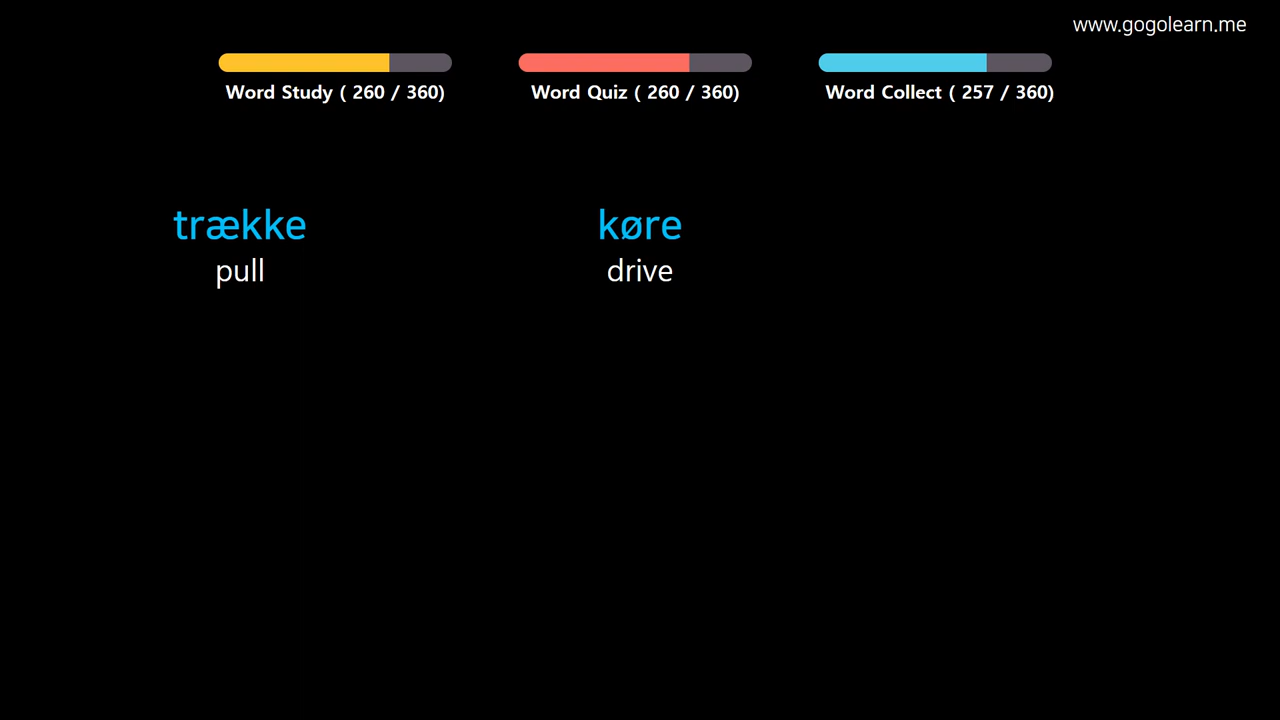 www.gogolearn.me
Word Study ( 260 / 360)
Word Quiz ( 260 / 360)
Word Collect ( 257 / 360)
trække
køre
pull
drive